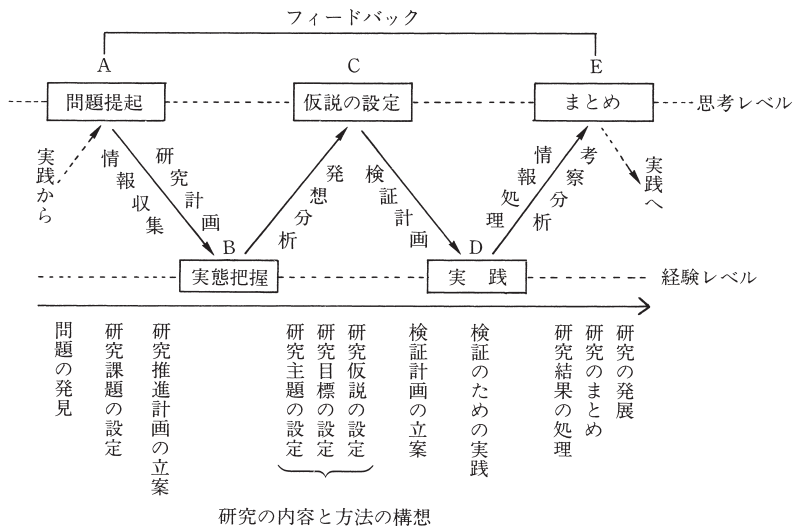 フィードバック
A
C
E
問題提起
仮説の設定
まとめ
思考レベル
実践から
情報収集
研究計画
発想分析
検証計画
情報処理
考察分析
実践へ
B
D
実態把握
実 践
経験レベル
問題の発見
研究課題の設定
研究推進計画の立案
研究主題の設定
研究目標の設定
研究仮説の設定
検証計画の立案
検証のための実践
研究結果の処理
研究のまとめ
研究の発展
研究の内容と方法の構想